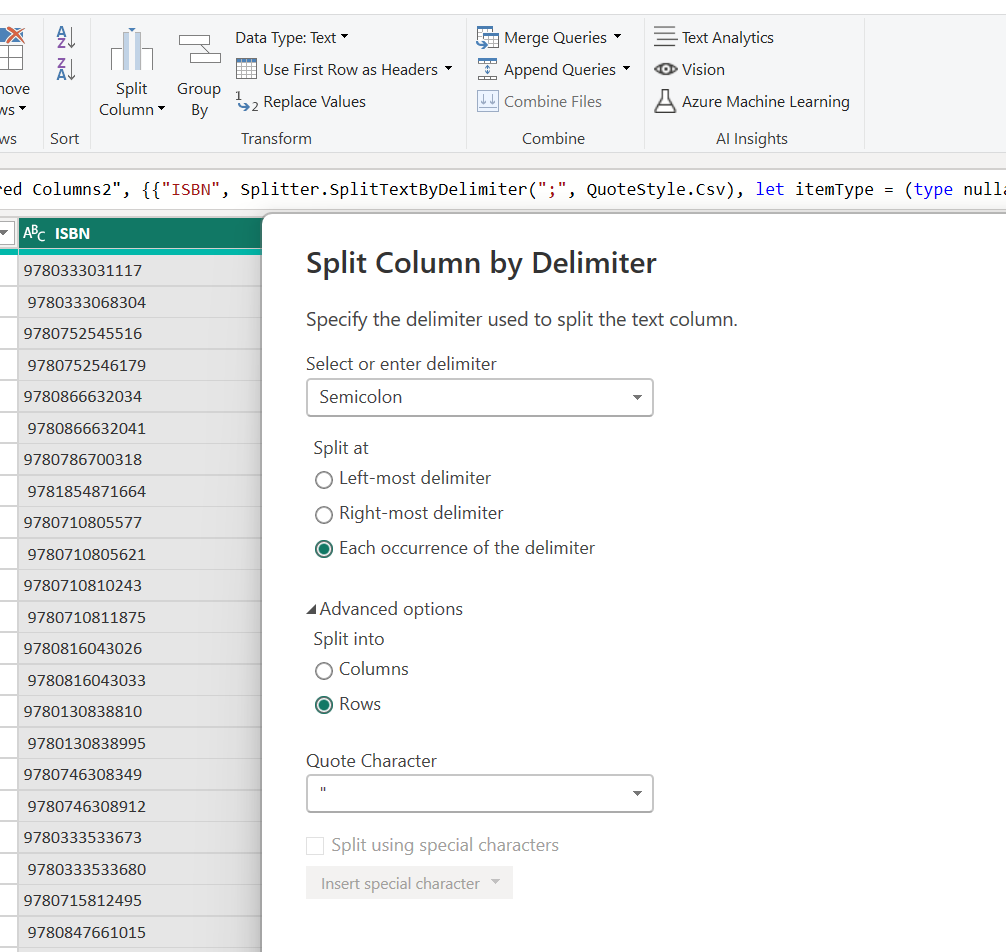 Data Type: Text
Merge Queries
Text Analytics
Use First Row as Headers
Append Queries
Vision
Split
Column
Group
By
Replace Values
Combine Files
Azure Machine Learning
Sort
Transform
Combine
AI Insights
Columns2", {{"ISBN", Splitter.SplitTextByDelimiter(";", QuoteStyle.Csv), let itemType = (type
ABC ISBN
9780333031117
9780333068304
9780752545516
9780752546179
9780866632034
9780866632041
9780786700318
9781854871664
9780710805577
9780710805621
9780710810243
9780710811875
9780816043026
9780816043033
9780130838810
9780130838995
9780746308349
9780746308912
9780333533673
9780333533680
9780715812495
9780847661015
Split Column by Delimiter
Specify the delimiter used to split the text column.
Select or enter delimiter
Semicolon
Split at
Left-most delimiter
Right-most delimiter
Each occurrence of the delimiter
Advanced options
Split into
Columns
Rows
Quote Character
"
Split using special characters
Insert special character